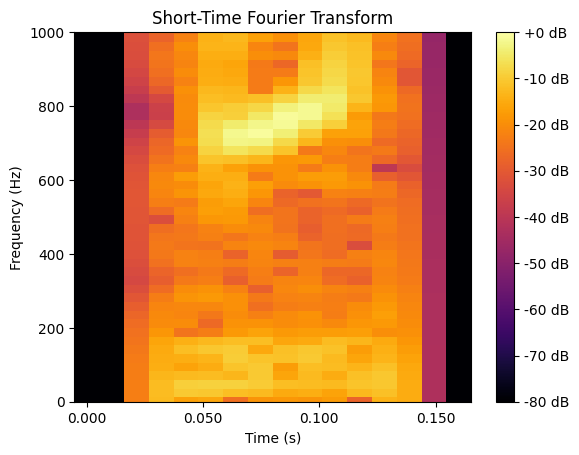 Short-Time Fourier Transform
1000
800
600
400
200
0
Frequency (Hz)
0.000
0.050
0.100
0.150
Time (s)
+0 dB
-10 dB
-20 dB
-30 dB
-40 dB
-50 dB
-60 dB
-70 dB
-80 dB